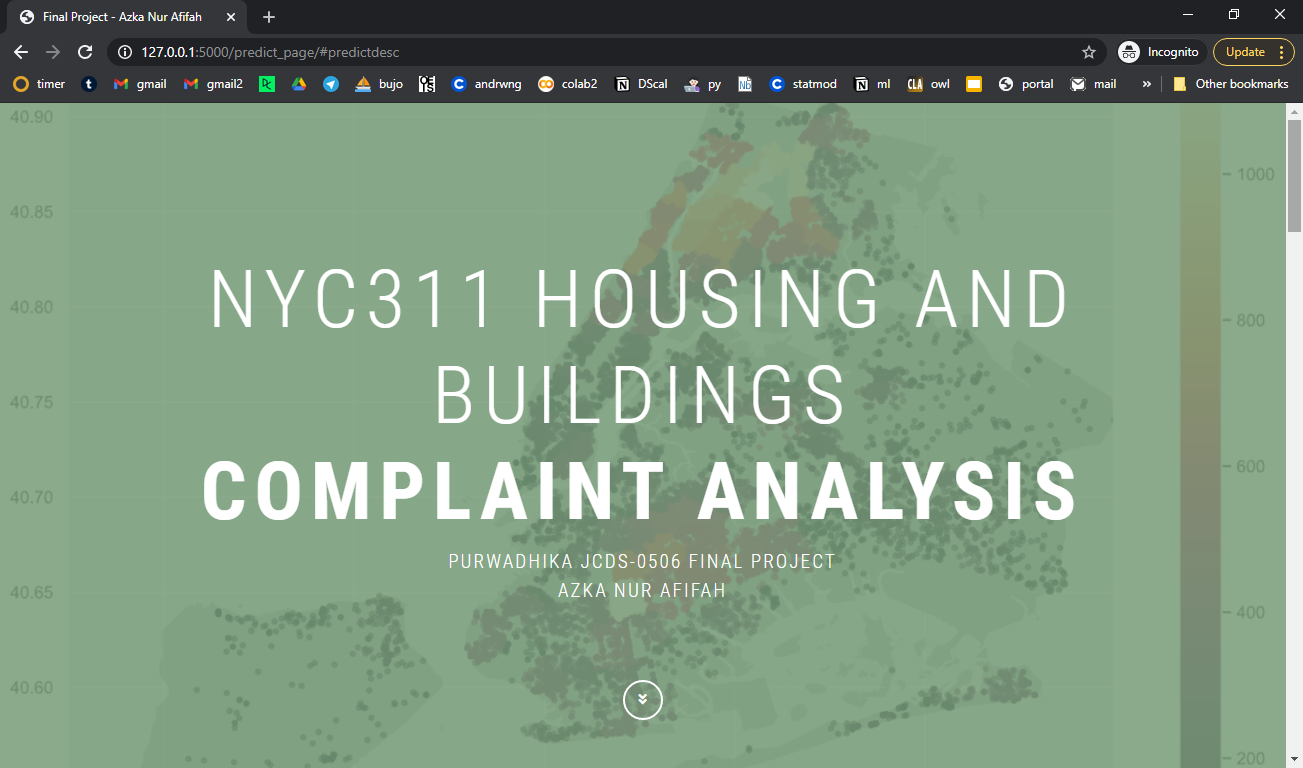 Final Project - Azka Nur Afifah
127.0.0.1:5000/predict_page/#predictdesc
Incognito
Update
timer
t
gmail
gmail2
bujo
andrwng
colab2
DScal
py
statmod
ml
CLA
owl
portal
mail
»
Other bookmarks
40.90
40.85
40.80
40.75
40.70
40.65
40.60
NYC311 HOUSING AND
BUILDINGS
COMPLAINT ANALYSIS
PURWADHIKA JCDS-0506 FINAL PROJECT
AZKA NUR AFIFAH
1000
800
600
400
200